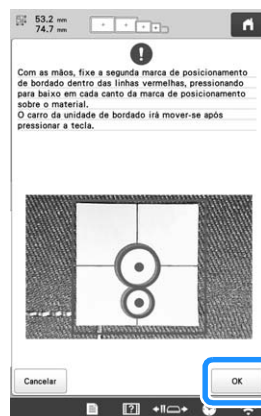 53.2 mm
74.7 mm
Com as mãos, fixe a segunda marca de posicionamento
de bordado dentro das linhas vermelhas, pressionando
para baixo em cada canto da marca de posicionamento
sobre o material.
O carro da unidade de bordado irá mover-se após
pressionar a tecla.
Cancelar
OK